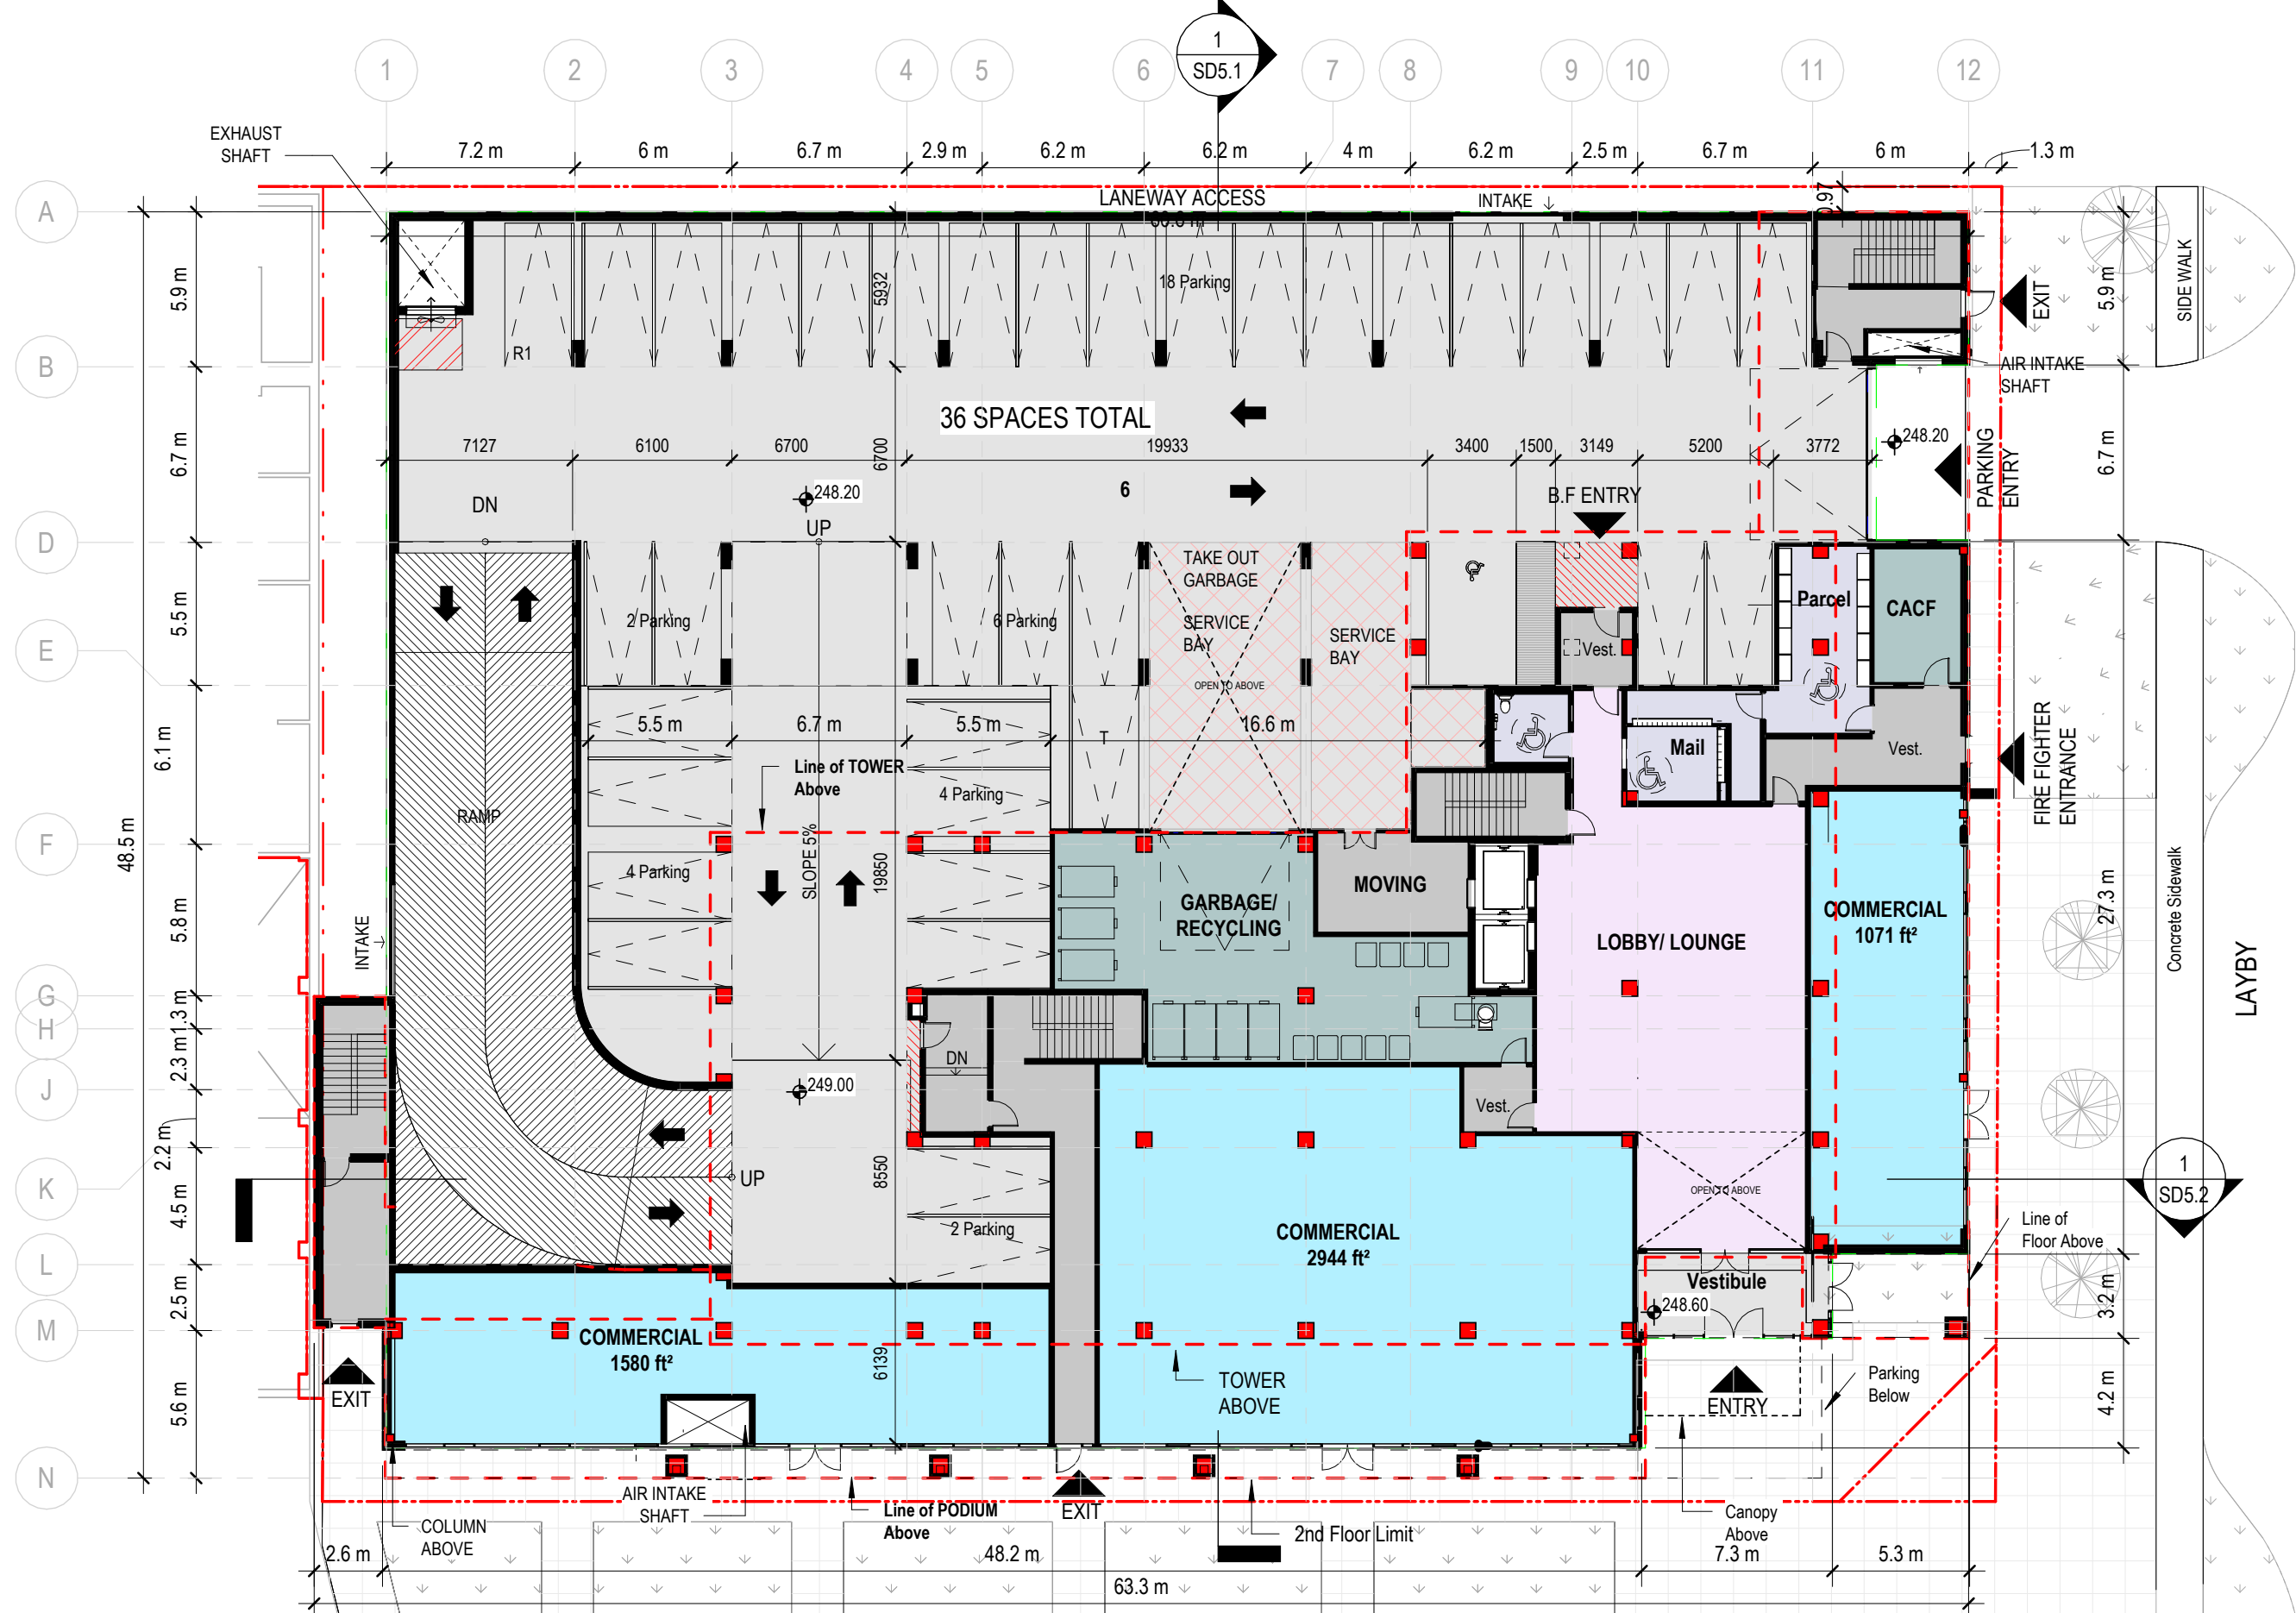 1
SD5.1
1
2
3
4
5
6
7
8
9
10
11
12
EXHAUST
SHAFT
7.2 m
6 m
6.7 m
2.9 m
6.2 m
6.2 m
4 m
6.2 m
2.5 m
6.7 m
6 m
1.3 m
A
LANEWAY ACCESS
INTAKE
5.9 m
5932
18 Parking
EXIT
5.9 m
SIDE WALK
B
R1
AIR INTAKE
SHAFT
36 SPACES TOTAL
6.7 m
7127
6100
6700
6700
19933
3400
1500
3149
5200
3772
248.20
PARKING
ENTRY
6.7 m
DN
248.20
UP
6
B.F ENTRY
D
TAKE OUT
GARBAGE
5.5 m
2 Parking
6 Parking
SERVICE
BAY
SERVICE
BAY
Parcel
CACF
E
Vest.
OPEN TO ABOVE
6.1 m
5.5 m
6.7 m
5.5 m
T
16.6 m
Mail
Vest.
FIRE FIGHTER
ENTRANCE
Line of TOWER
Above
4 Parking
RAMP
SLOPE 5%
F
48.5 m
4 Parking
19850
GARBAGE/
RECYCLING
MOVING
LOBBY/ LOUNGE
COMMERCIAL
1071 ft²
27.3 m
Concrete Sidewalk
LAYBY
5.8 m
INTAKE
G
1.3 m
H
2.3 m
DN
J
249.00
Vest.
2.2 m
8550
UP
K
4.5 m
2 Parking
OPEN TO ABOVE
1
SD5.2
COMMERCIAL
2944 ft²
Line of
Floor Above
L
2.5 m
Vestibule
248.60
3.2 m
M
COMMERCIAL
1580 ft²
6139
EXIT
TOWER
ABOVE
ENTRY
Parking
Below
5.6 m
4.2 m
N
AIR INTAKE
SHAFT
Line of PODIUM
Above
EXIT
Canopy
Above
COLUMN
ABOVE
2nd Floor Limit
2.6 m
48.2 m
7.3 m
5.3 m
63.3 m